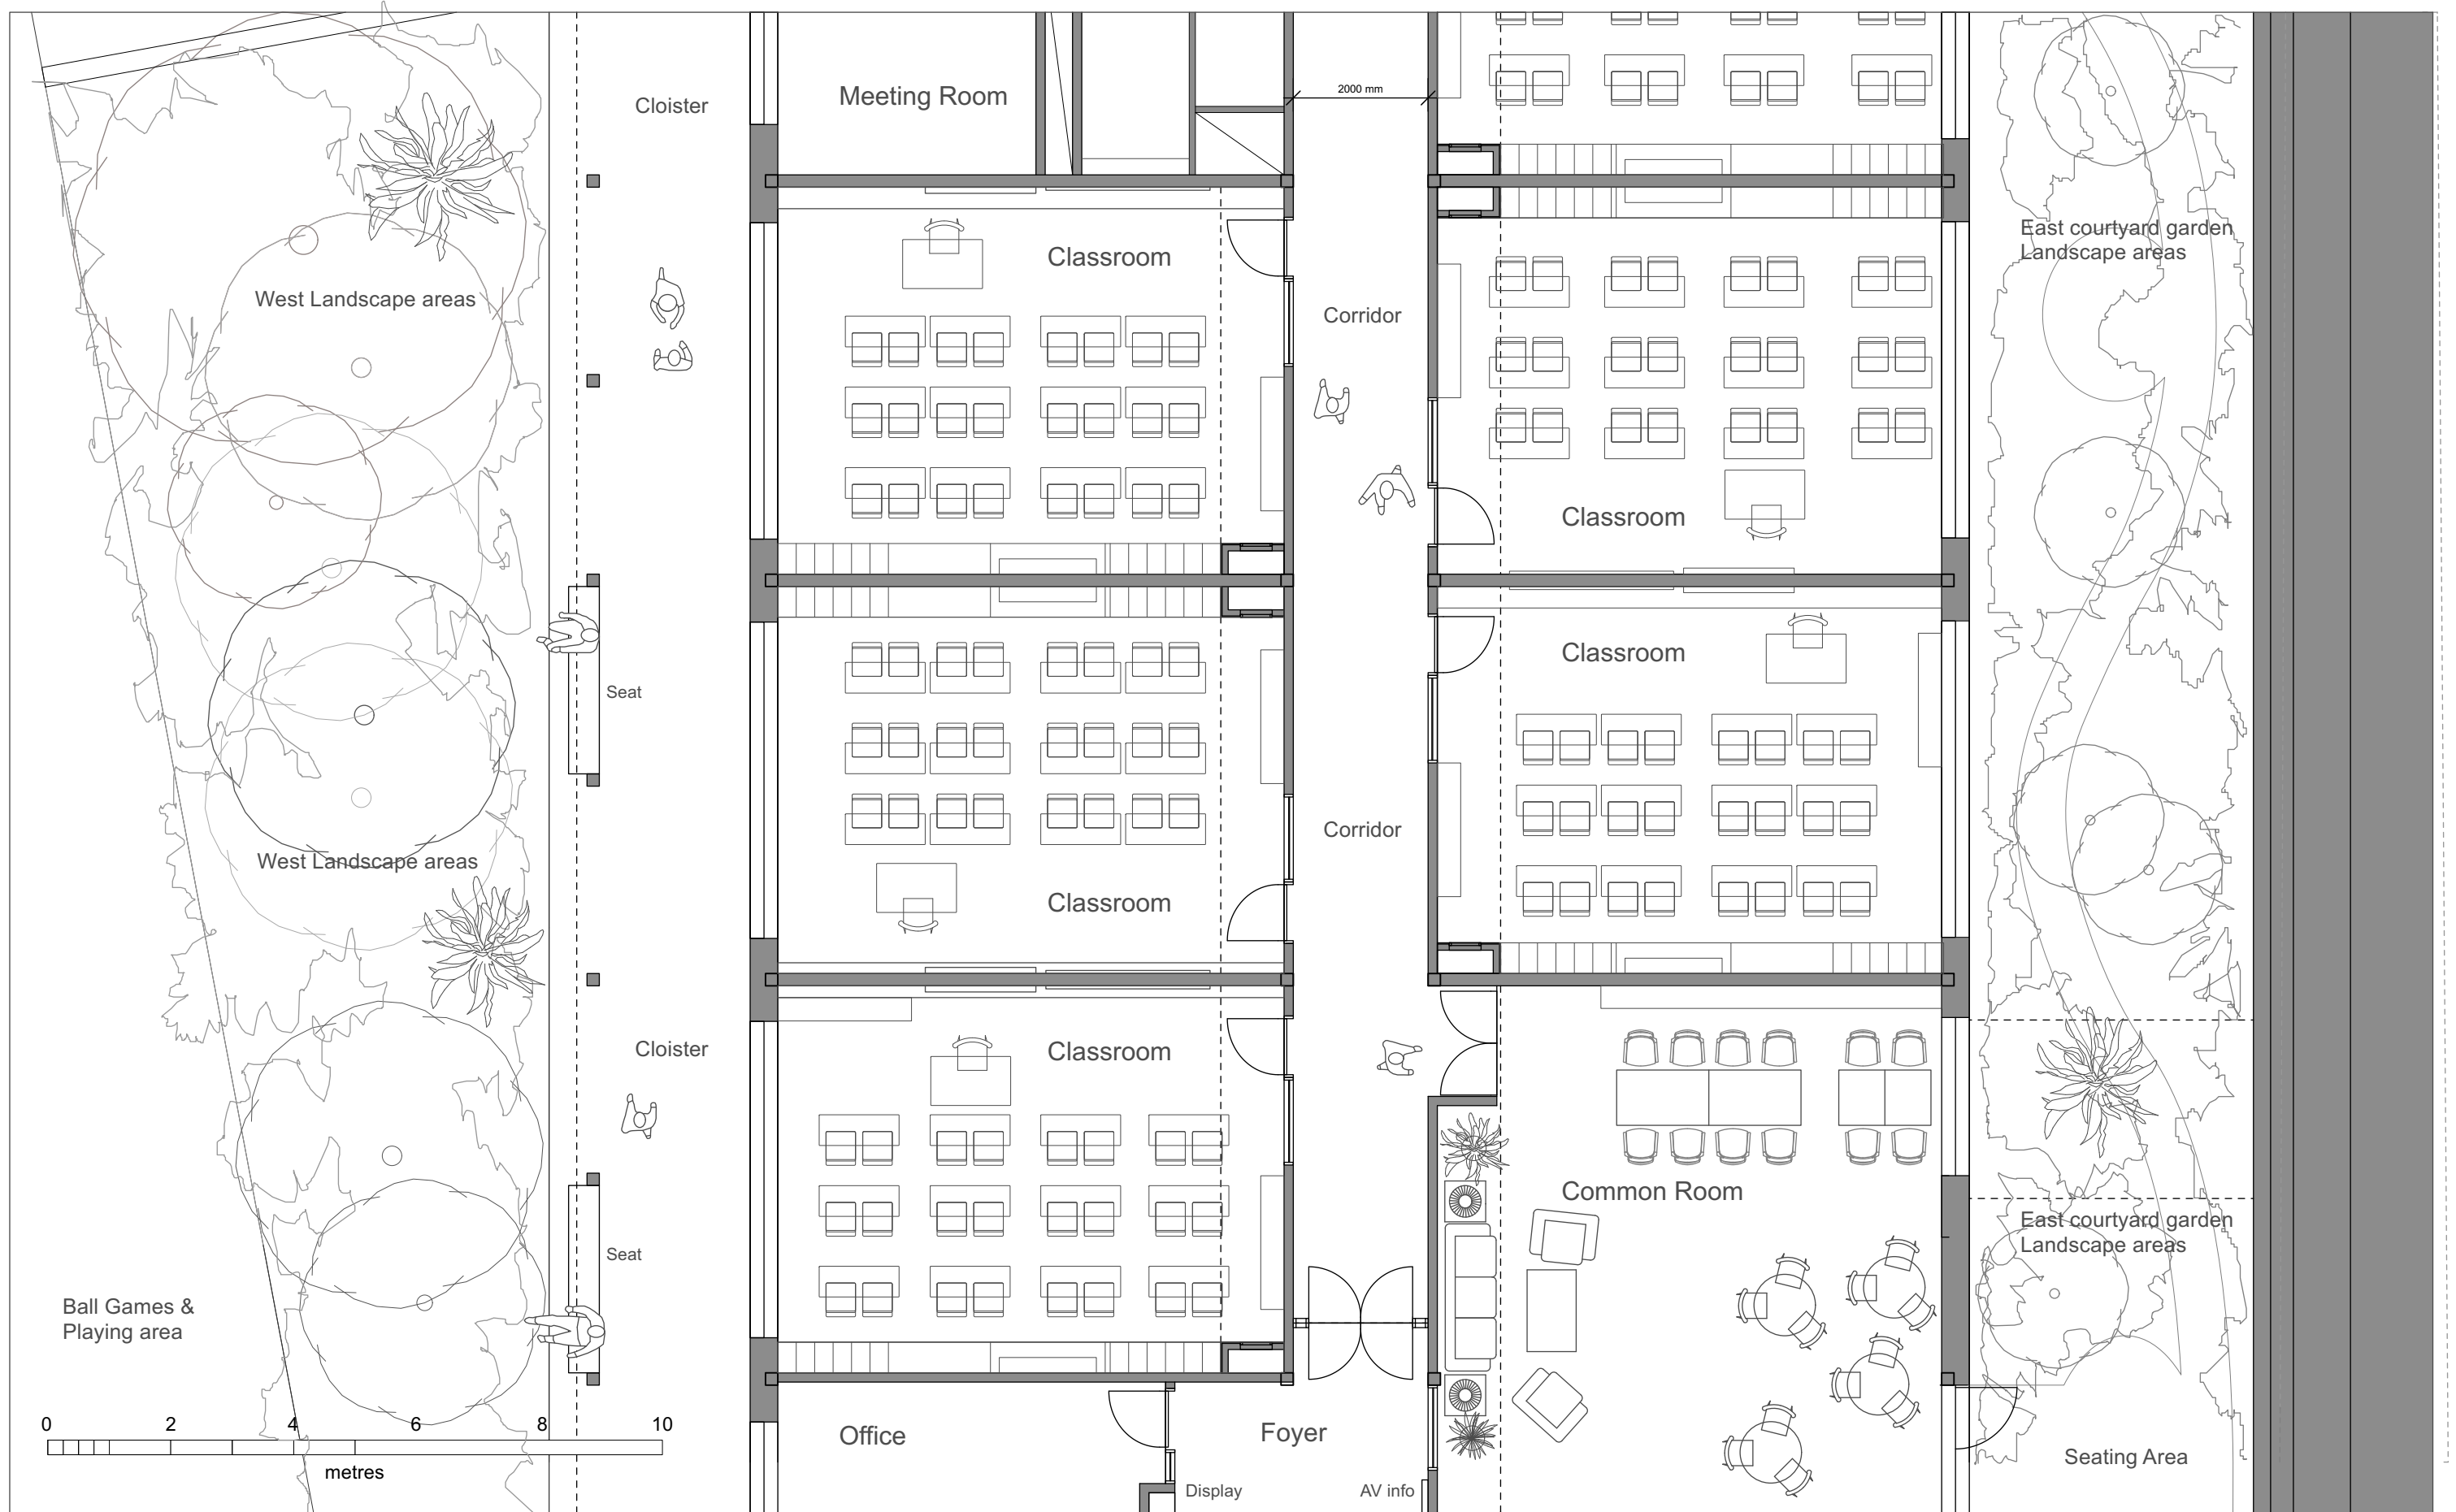 Cloister
Meeting Room
2000 mm
East courtyard garden
Landscape areas
Classroom
West Landscape areas
Corridor
Classroom
Classroom
Seat
Corridor
West Landscape areas
Classroom
Cloister
Classroom
Common Room
East courtyard garden
Landscape areas
Seat
Ball Games &
Playing area
0 2 4 6 8 10
metres
Office
Foyer
Seating Area
Display
AV info